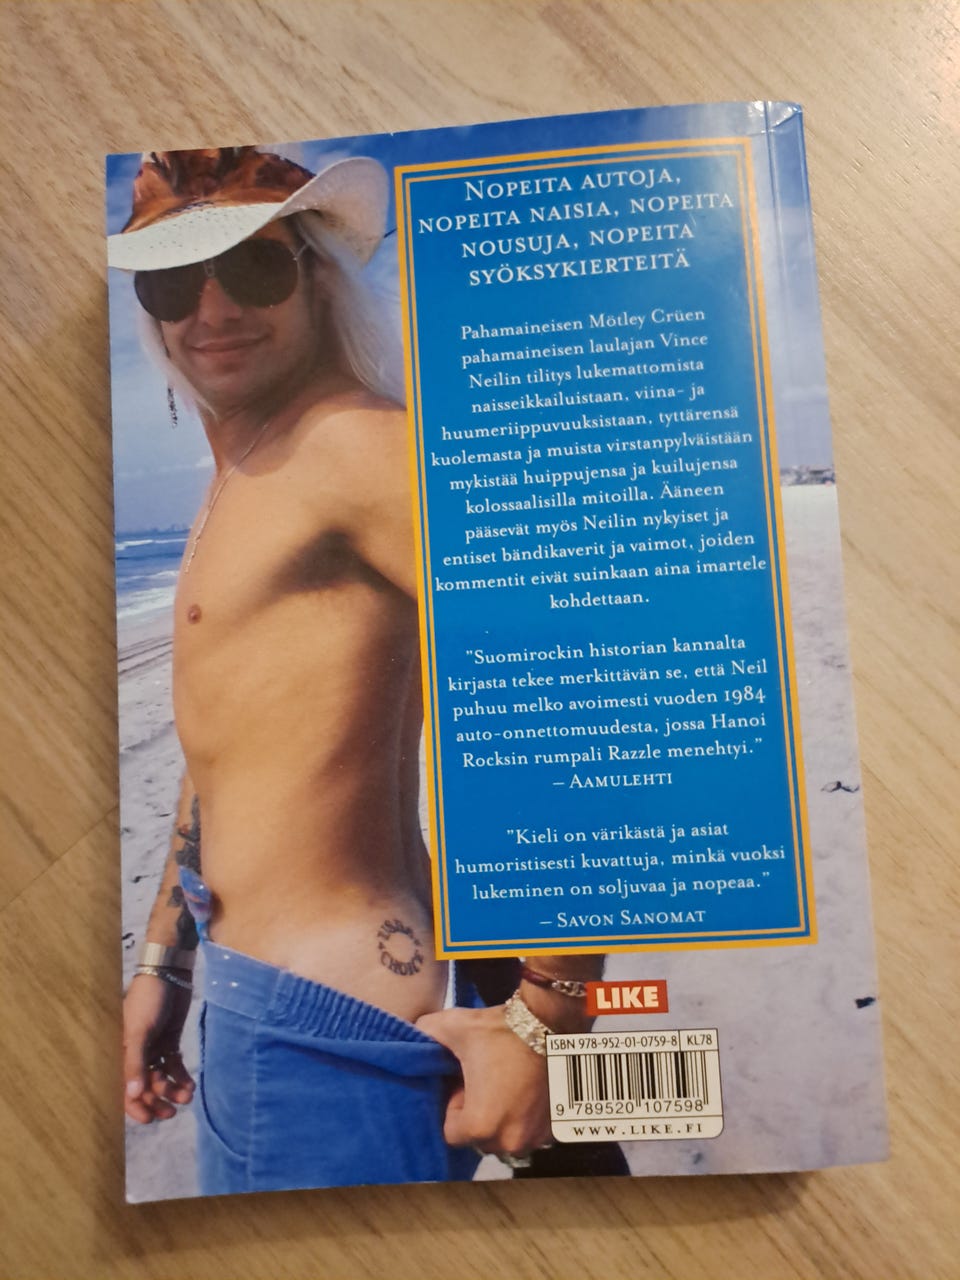 NOPEITA AUTOJA,
NOPEITA NAISIA, NOPEITA
NOUSUJA, NOPEITA
SYÖKSYKIERTEITÄ
Pahamaineisen Mötley Crüen
pahamaineisen laulajan Vince
Neilin tilitys lukemattomista
naisseikkailuistaan, viina- ja
huumeriippuvuuksistaan, tyttärensä
kuolemasta ja muista virstanpylväistään
mykistää huippujensa ja kuilujensa
kolossaalisilla mitoilla. Ääneen
pääsevät myös Neilin nykyiset ja
entiset bändikaverit ja vaimot, joiden
kommentit eivät suinkaan aina imartele
kohdettaan.
"Suomirockin historian kannalta
kirjasta tekee merkittävän se, että Neil
puhuu melko avoimesti vuoden 1984
auto-onnettomuudesta, jossa Hanoi
Rocksin rumpali Razzle menehtyi."
– AAMULEHTI
"Kieli on värikästä ja asiat
humoristisesti kuvattuja, minkä vuoksi
lukeminen on soljuvaa ja nopeaa."
– SAVON SANOMAT
USDA
CHOICE
LIKE
ISBN 978-952-01-0759-8 KL78
9 789520 107598
WWW.LIKE.FI